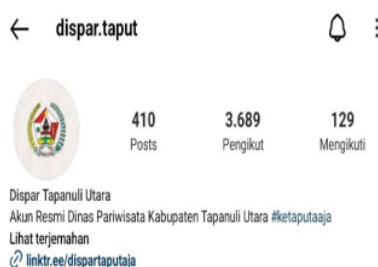 dispar.taput
410 3.689 129
Posts Pengikut Mengikuti
Dispar Tapanuli Utara
Akun Resmi Dinas Pariwisata Kabupaten Tapanuli Utara #ketaputaaja
Lihat terjemahan
linktr.ee/dispartaputaja